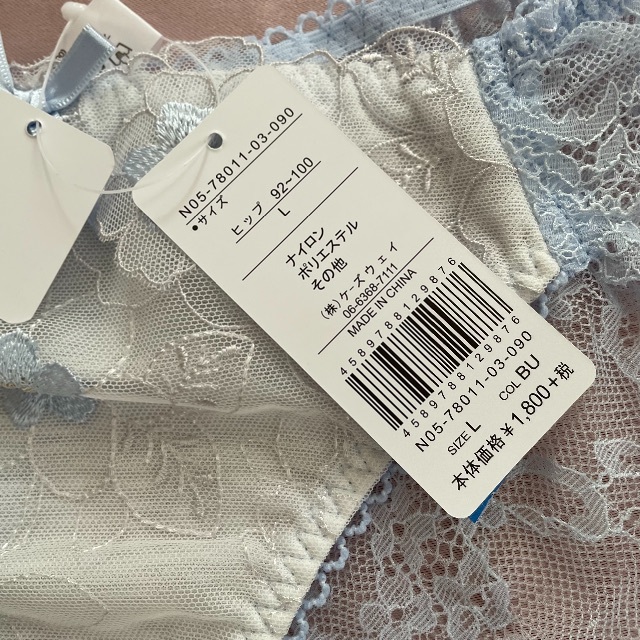 N05-78011-03-090
•サイズ
ヒップ 92~100
L
ナイロン
ポリエステル
その他
(株)ケーズウェイ
06-6368-7111
MADE IN CHINA
4589788129876
4589788129876
N05-78011-03-090
SIZE L COL BU
本体価格¥1,800+税